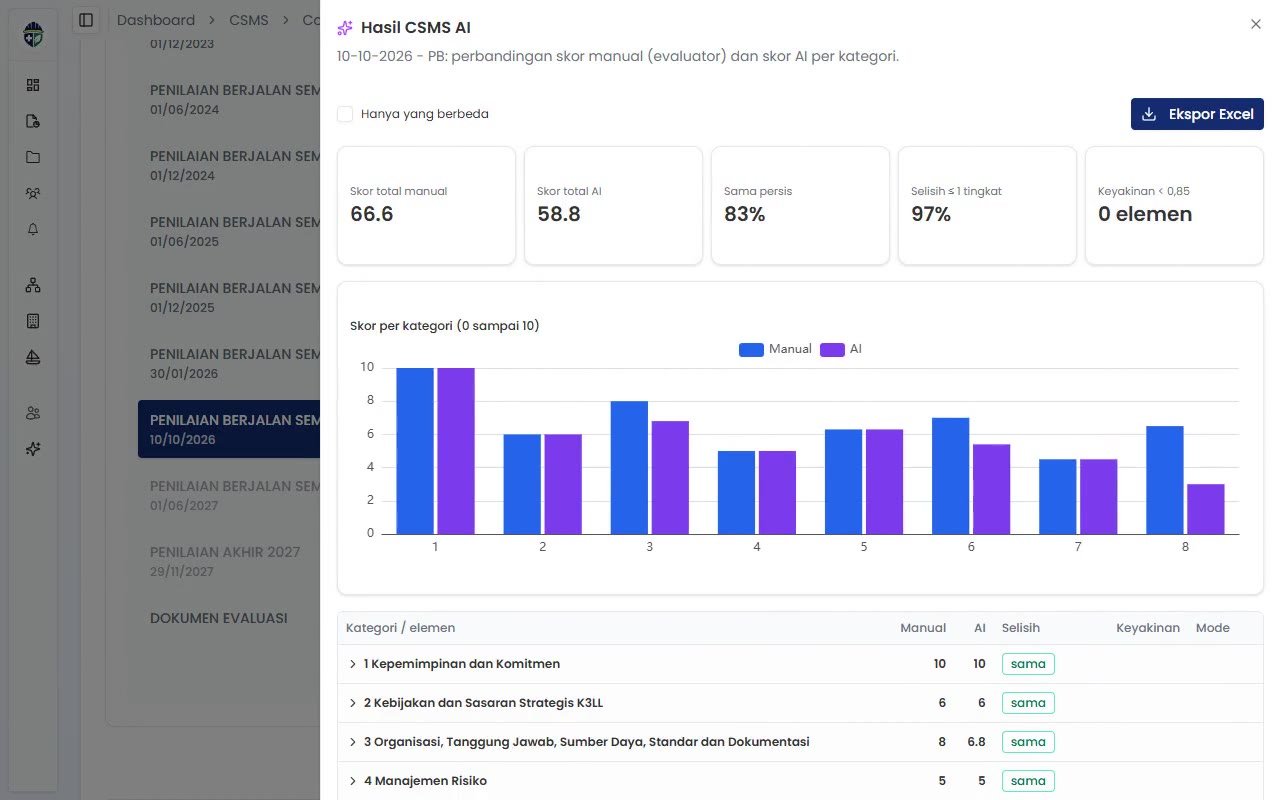 Dashboard > CSMS > Co
01/12/2023
PENILAIAN BERJALAN SEM
01/06/2024
PENILAIAN BERJALAN SEM
01/12/2024
PENILAIAN BERJALAN SEM
01/06/2025
PENILAIAN BERJALAN SEM
01/12/2025
PENILAIAN BERJALAN SEM
30/01/2026
PENILAIAN BERJALAN SEM
10/10/2026
PENILAIAN BERJALAN SEM
01/06/2027
PENILAIAN AKHIR 2027
29/11/2027
DOKUMEN EVALUASI
Hasil CSMS AI
10-10-2026 - PB: perbandingan skor manual (evaluator) dan skor AI per kategori.
Hanya yang berbeda
Ekspor Excel
Skor total manual
66.6
Skor total AI
58.8
Sama persis
83%
Selisih ≤ 1 tingkat
97%
Keyakinan < 0,85
0 elemen
Skor per kategori (0 sampai 10)
Manual AI
10
8
6
4
2
0
1 2 3 4 5 6 7 8
Kategori / elemen Manual AI Selisih Keyakinan Mode
1 Kepemimpinan dan Komitmen 10 10 sama
2 Kebijakan dan Sasaran Strategis K3LL 6 6 sama
3 Organisasi, Tanggung Jawab, Sumber Daya, Standar dan Dokumentasi 8 6.8 sama
4 Manajemen Risiko 5 5 sama